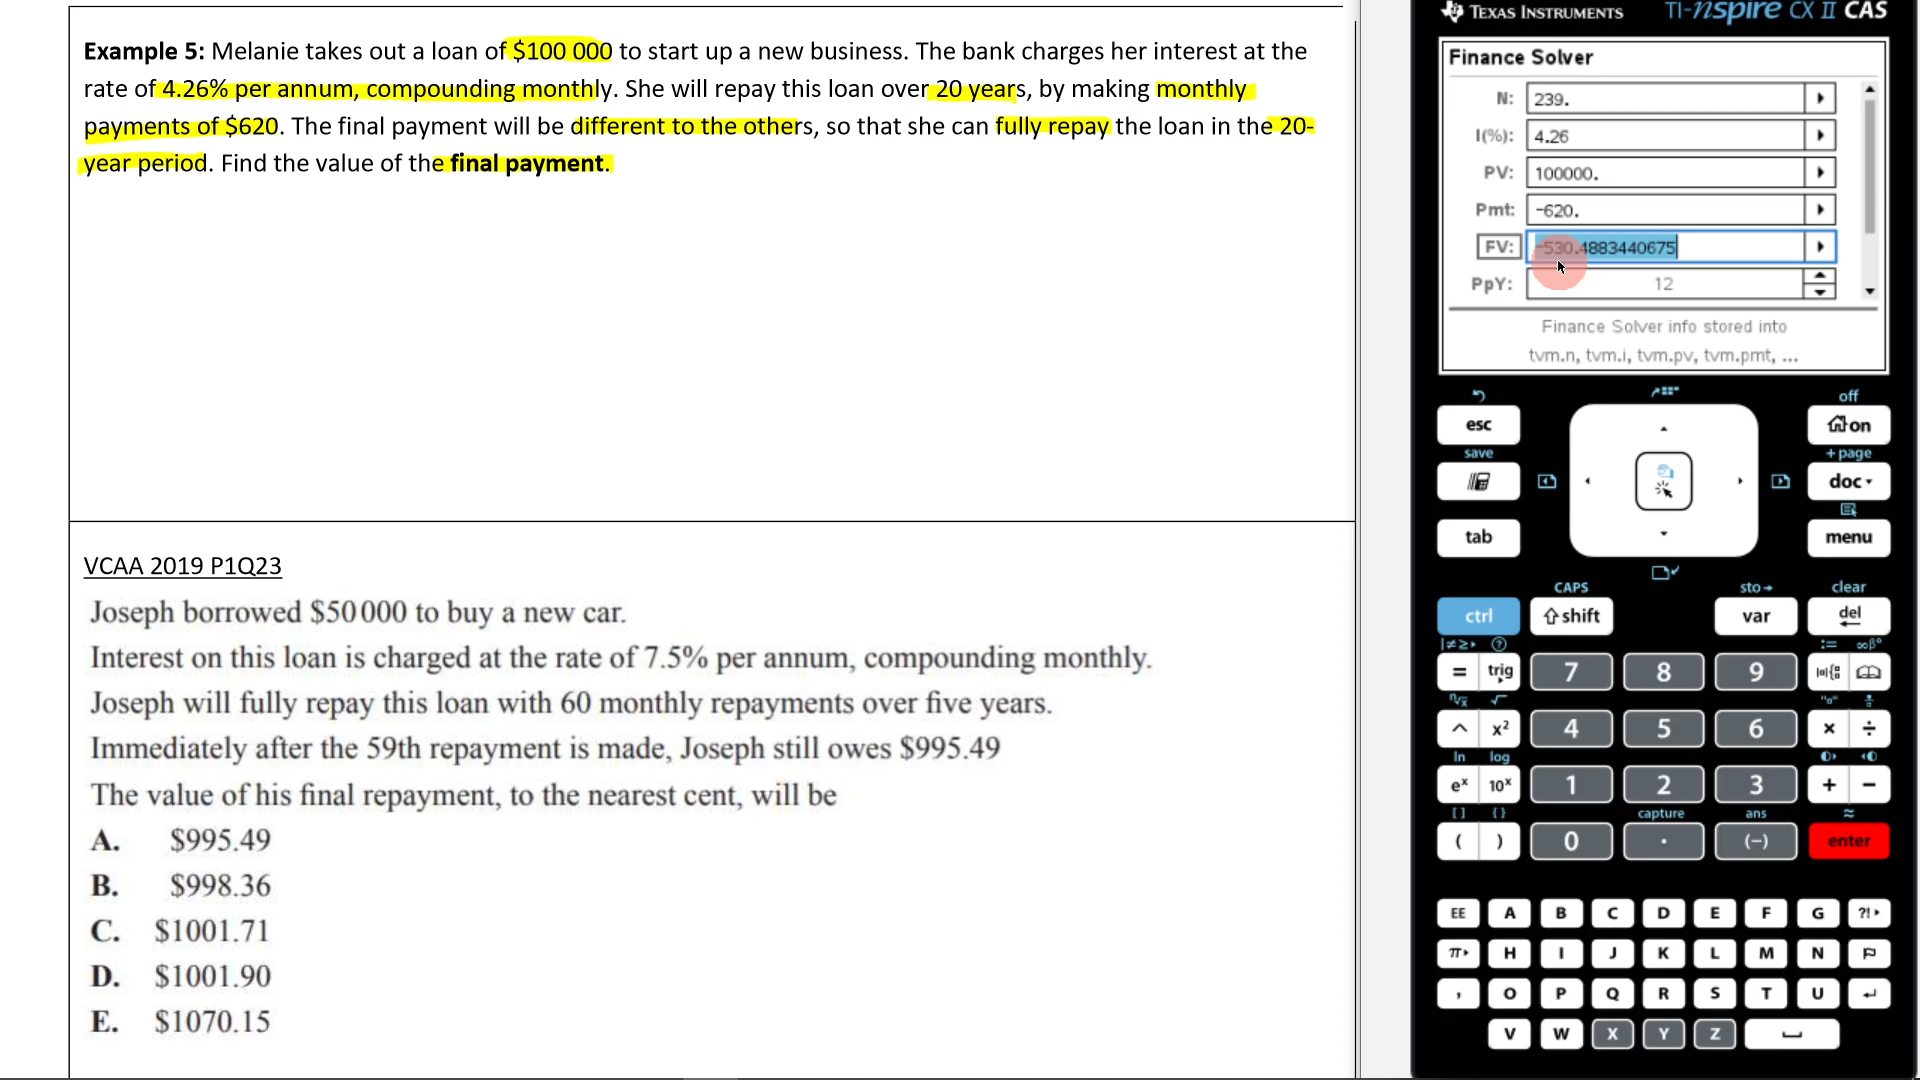 Example 5: Melanie takes out a loan of $100 000 to start up a new business. The bank charges her interest at the
rate of 4.26% per annum, compounding monthly. She will repay this loan over 20 years, by making monthly
payments of $620. The final payment will be different to the others, so that she can fully repay the loan in the 20-
year period. Find the value of the final payment.
VCAA 2019 P1Q23
Joseph borrowed $50 000 to buy a new car.
Interest on this loan is charged at the rate of 7.5% per annum, compounding monthly.
Joseph will fully repay this loan with 60 monthly repayments over five years.
Immediately after the 59th repayment is made, Joseph still owes $995.49
The value of his final repayment, to the nearest cent, will be
A. $995.49
B. $998.36
C. $1001.71
D. $1001.90
E. $1070.15
TEXAS INSTRUMENTS TI-nspire CX II CAS
Finance Solver
N: 239.
I(%): 4.26
PV: 100000.
Pmt: -620.
FV: -530.4883440675
PpY: 12
Finance Solver info stored into
tvm.n, tvm.i, tvm.pv, tvm.pmt, ...
off
esc on
save + page
doc
tab menu
CAPS sto→ clear
ctrl shift var del
|≠≥▸ ? := ∞β°
= trig 7 8 9
ⁿ√x √ "○"
^ x² 4 5 6 × ÷
ln log
eˣ 10ˣ 1 2 3 + −
[ ] { } capture ans ≈
( ) 0 . (−) enter
EE A B C D E F G ?!▸
π▸ H I J K L M N
, O P Q R S T U
V W X Y Z